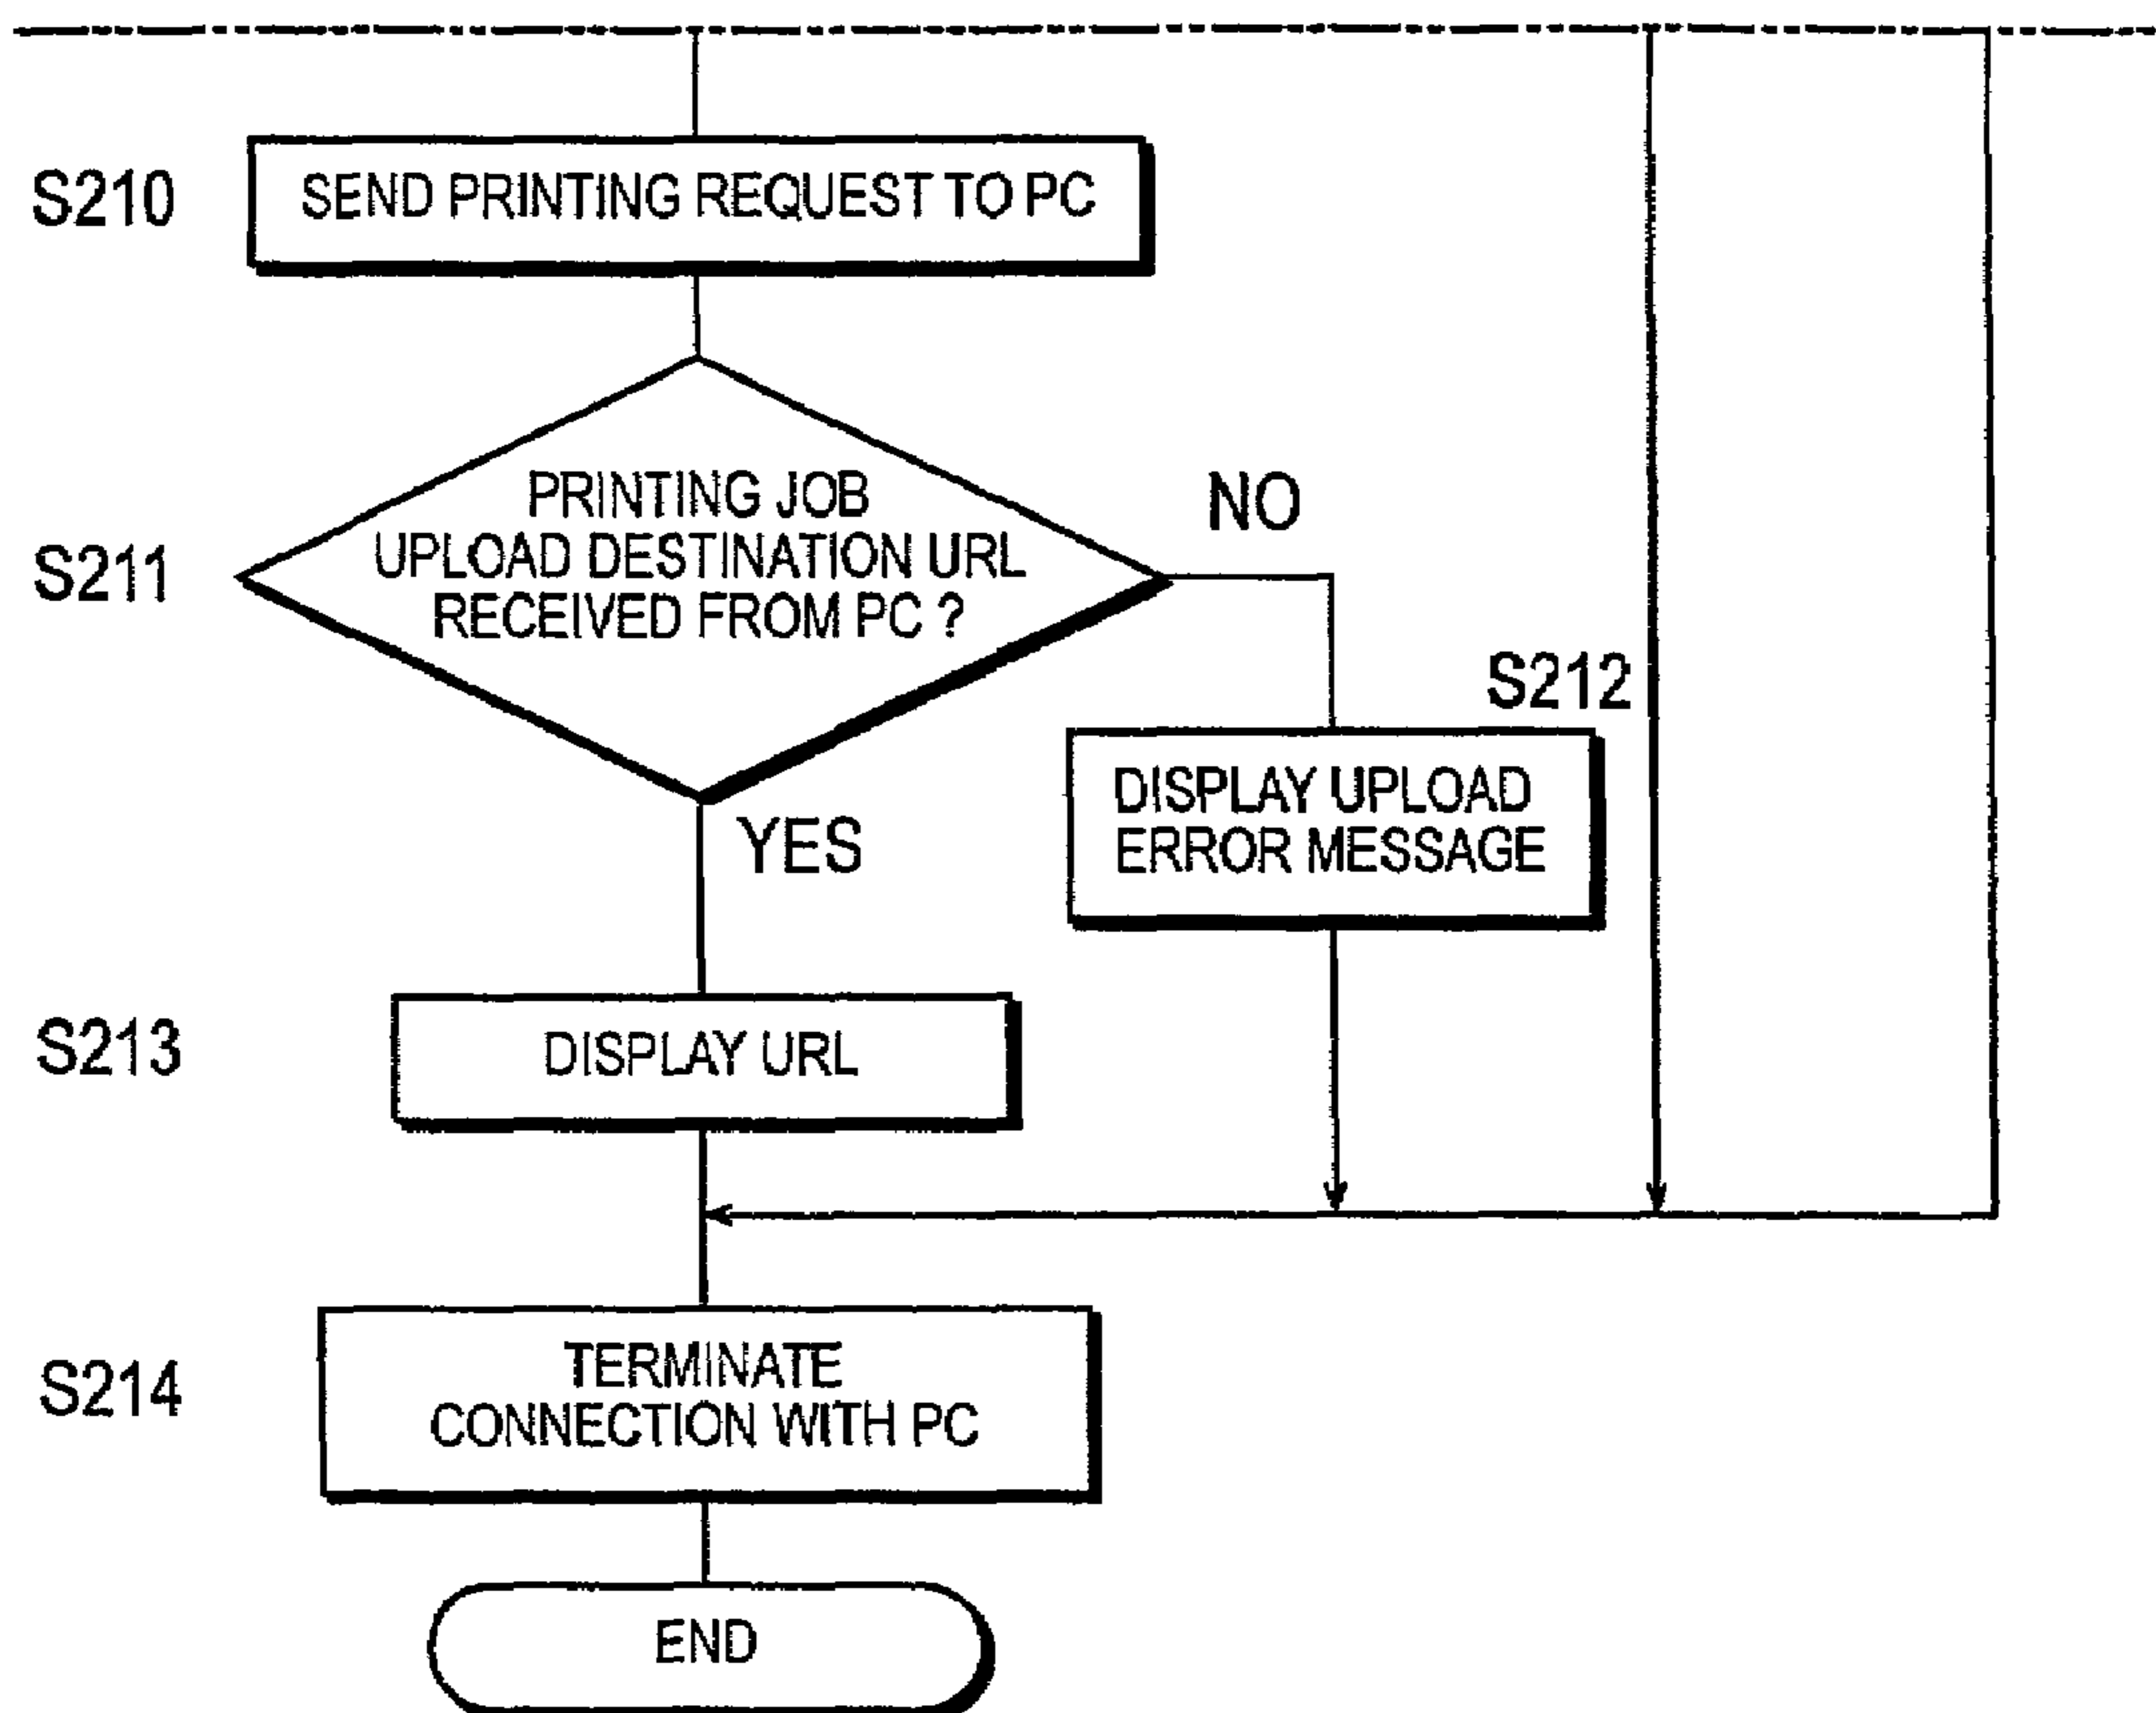 S210
SEND PRINTING REQUEST TO PC
S211
PRINTING JOB
UPLOAD DESTINATION URL
RECEIVED FROM PC ?
NO
S212
DISPLAY UPLOAD
ERROR MESSAGE
YES
S213
DISPLAY URL
S214
TERMINATE
CONNECTION WITH PC
END